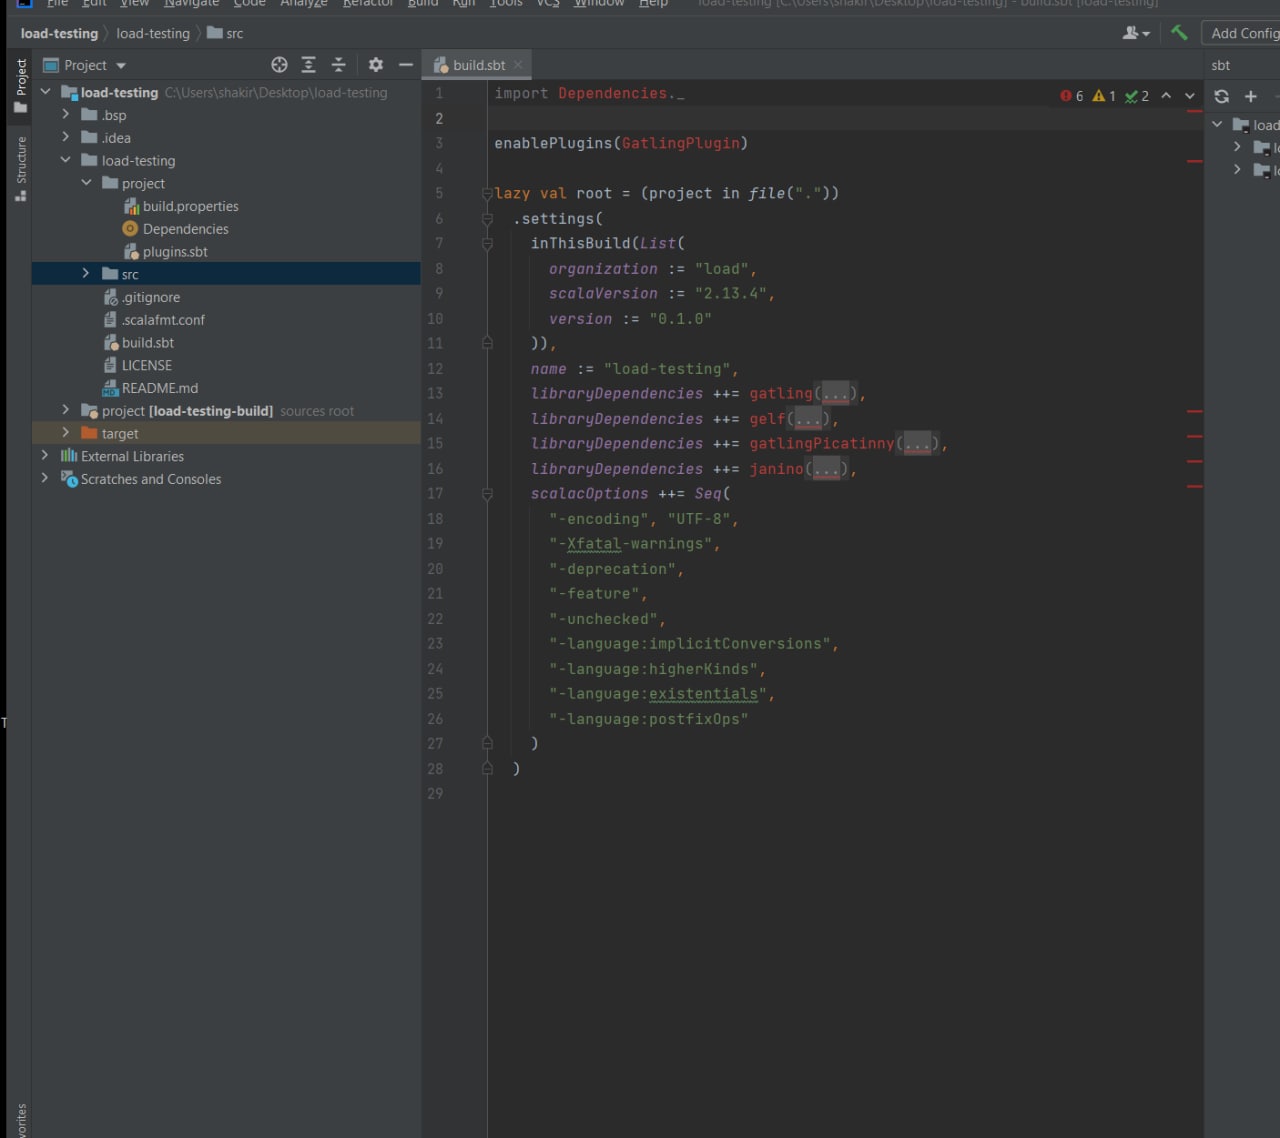 File Edit View Navigate Code Analyze Refactor Build Run Tools VCS Window Help load-testing [C:\Users\shakir\Desktop\load-testing] - build.sbt [load-testing]
load-testing load-testing src Add Config
Project build.sbt sbt
Project
Structure
load-testing C:\Users\shakir\Desktop\load-testing
.bsp
.idea
load-testing
project
build.properties
Dependencies
plugins.sbt
src
.gitignore
.scalafmt.conf
build.sbt
LICENSE
README.md
project [load-testing-build] sources root
target
External Libraries
Scratches and Consoles
6 1 2
1 import Dependencies._
2
3 enablePlugins(GatlingPlugin)
4
5 lazy val root = (project in file("."))
6 .settings(
7 inThisBuild(List(
8 organization := "load",
9 scalaVersion := "2.13.4",
10 version := "0.1.0"
11 )),
12 name := "load-testing",
13 libraryDependencies ++= gatling(...),
14 libraryDependencies ++= gelf(...),
15 libraryDependencies ++= gatlingPicatinny(...),
16 libraryDependencies ++= janino(...),
17 scalacOptions ++= Seq(
18 "-encoding", "UTF-8",
19 "-Xfatal-warnings",
20 "-deprecation",
21 "-feature",
22 "-unchecked",
23 "-language:implicitConversions",
24 "-language:higherKinds",
25 "-language:existentials",
26 "-language:postfixOps"
27 )
28 )
29
load